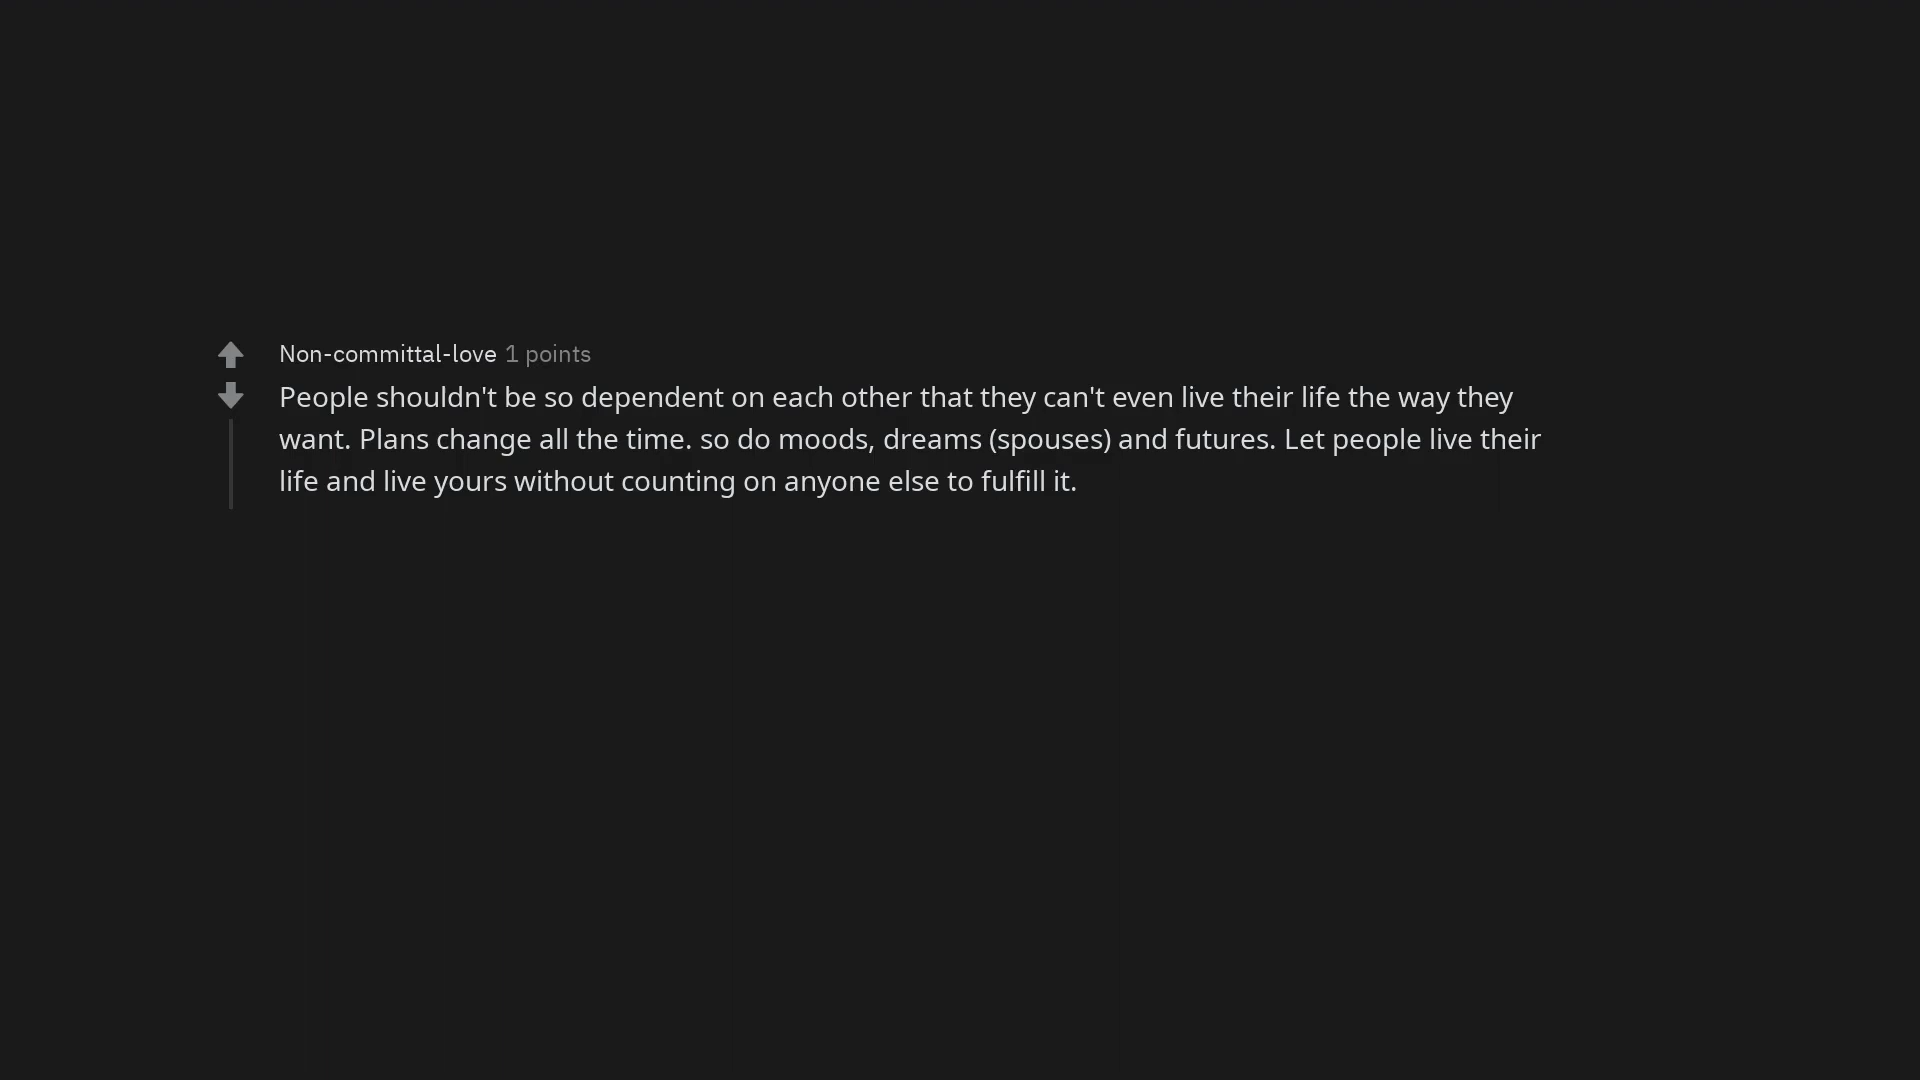 Non-committal-love 1 points
People shouldn't be so dependent on each other that they can't even live their life the way they
want. Plans change all the time. so do moods, dreams (spouses) and futures. Let people live their
life and live yours without counting on anyone else to fulfill it.